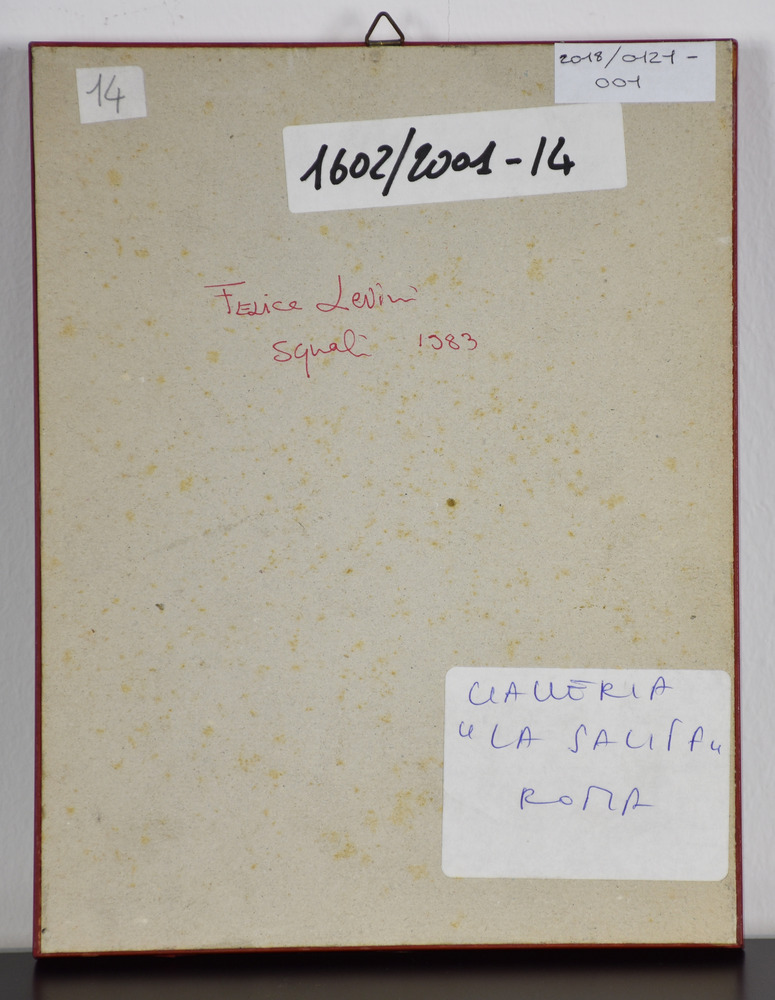 14
2018/0121-
001
1602/2001-14
Felice Levini
Squali 1983
GALLERIA
"LA SALITA"
ROMA